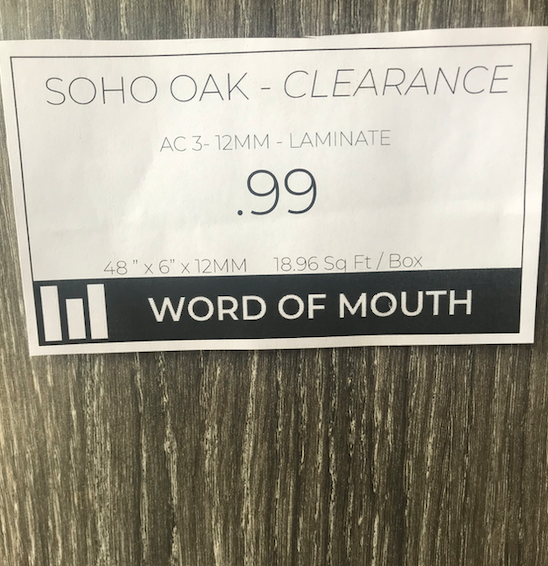 SOHO OAK - CLEARANCE
AC 3- 12MM - LAMINATE
.99
48 " x 6" x 12MM 18.96 Sq Ft / Box
WORD OF MOUTH